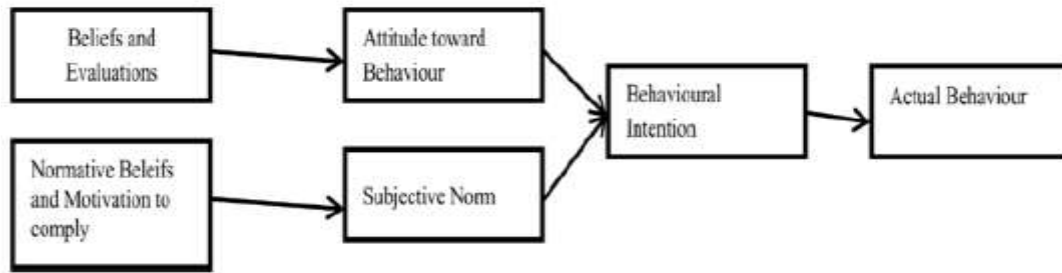 Beliefs and
Evaluations
Attitude toward
Behaviour
Behavioural
Intention
Actual Behaviour
Normative Beleifs
and Motivation to
comply
Subjective Norm